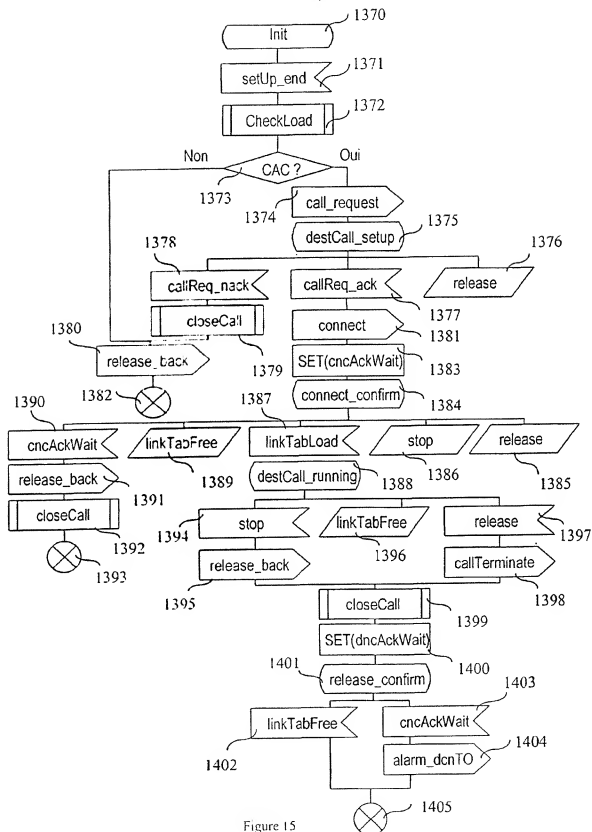 1370
Init
1371
setUp_end
1372
CheckLoad
Non
Oui
CAC ?
1373
1374
call_request
1375
destCall_setup
1378
1376
callReq_nack
callReq_ack
release
1377
closeCall
connect
1380
1381
1379
release_back
SET(cncAckWait)
1383
1382
connect_confirm
1384
1390
1387
cncAckWait
linkTabFree
linkTabLoad
stop
release
1389
1386
1385
release_back
destCall_running
1388
1391
closeCall
1394
stop
linkTabFree
release
1397
1392
1396
1393
release_back
callTerminate
1395
1398
closeCall
1399
SET(dncAckWait)
1400
1401
release_confirm
1403
linkTabFree
cncAckWait
1402
alarm_dcnTO
1404
1405
Figure 15